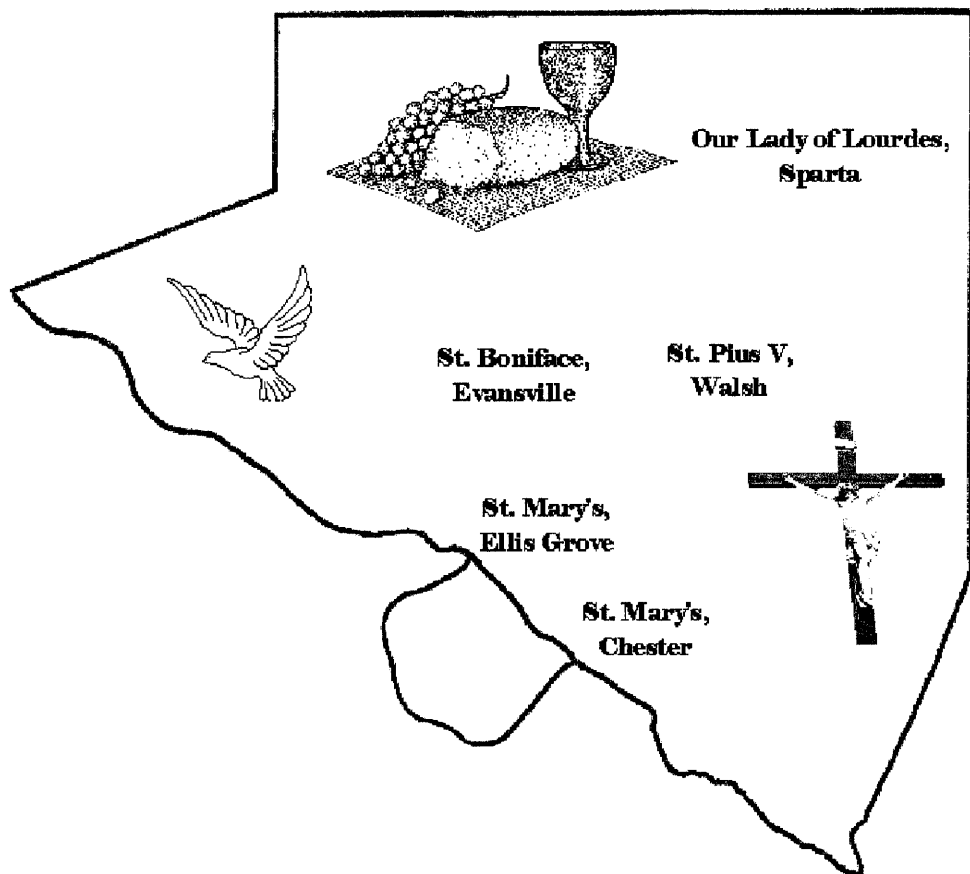 Our Lady of Lourdes,
Sparta
St. Boniface,
Evansville
St. Pius V,
Walsh
St. Mary's,
Ellis Grove
St. Mary's,
Chester